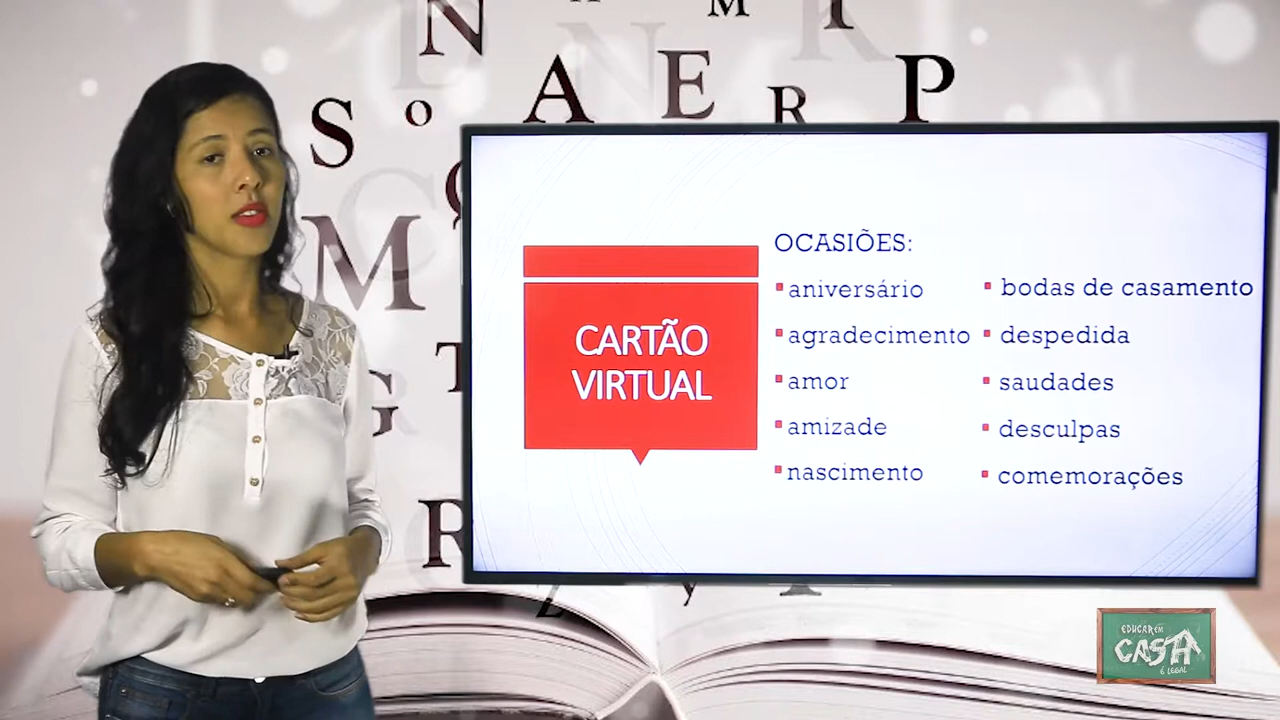 N H M I
S O A E R P
M
G T
R
Z y I
CARTÃO
VIRTUAL
OCASIÕES:
aniversário
agradecimento
amor
amizade
nascimento
bodas de casamento
despedida
saudades
desculpas
comemorações
EDUCAR EM
CASA
É LEGAL